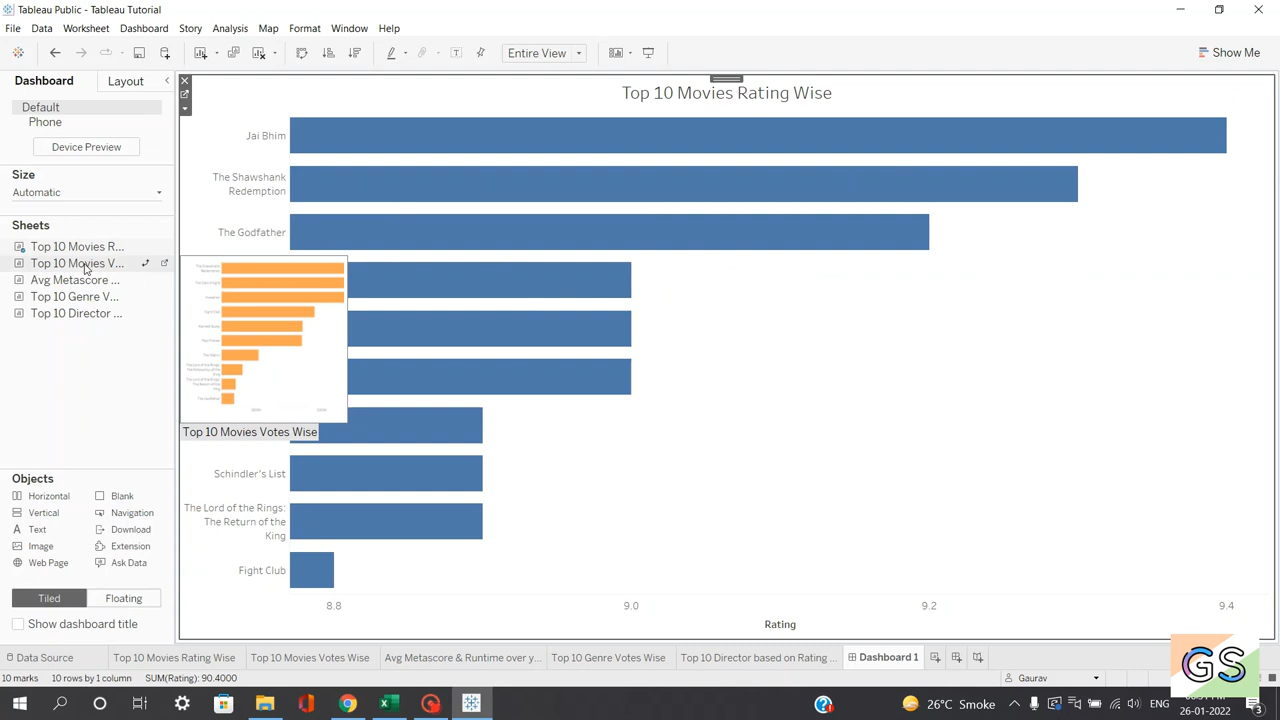 Tableau Public - Tableau Tutorial
File Data Worksheet Dashboard Story Analysis Map Format Window Help
Entire View
Show Me
Dashboard Layout
Default
Phone
Device Preview
Size
Automatic
Sheets
Top 10 Movies R...
Top 10 Movies V...
Avg Metascore ...
Top 10 Genre V...
Top 10 Director ...
Objects
Horizontal Blank
Vertical Navigation
Text Download
Image Extension
Web Page Ask Data
Tiled Floating
Show dashboard title
Top 10 Movies Rating Wise
Jai Bhim
The Shawshank
Redemption
The Godfather
Top 10 Movies Votes Wise
Schindler's List
The Lord of the Rings:
The Return of the
King
Fight Club
8.8 9.0 9.2 9.4
Rating
Data Source Top 10 Movies Rating Wise Top 10 Movies Votes Wise Avg Metascore & Runtime over y... Top 10 Genre Votes Wise Top 10 Director based on Rating ... Dashboard 1
10 marks 10 rows by 1 column SUM(Rating): 90.4000 Gaurav
GS
26°C Smoke ENG
26-01-2022 3